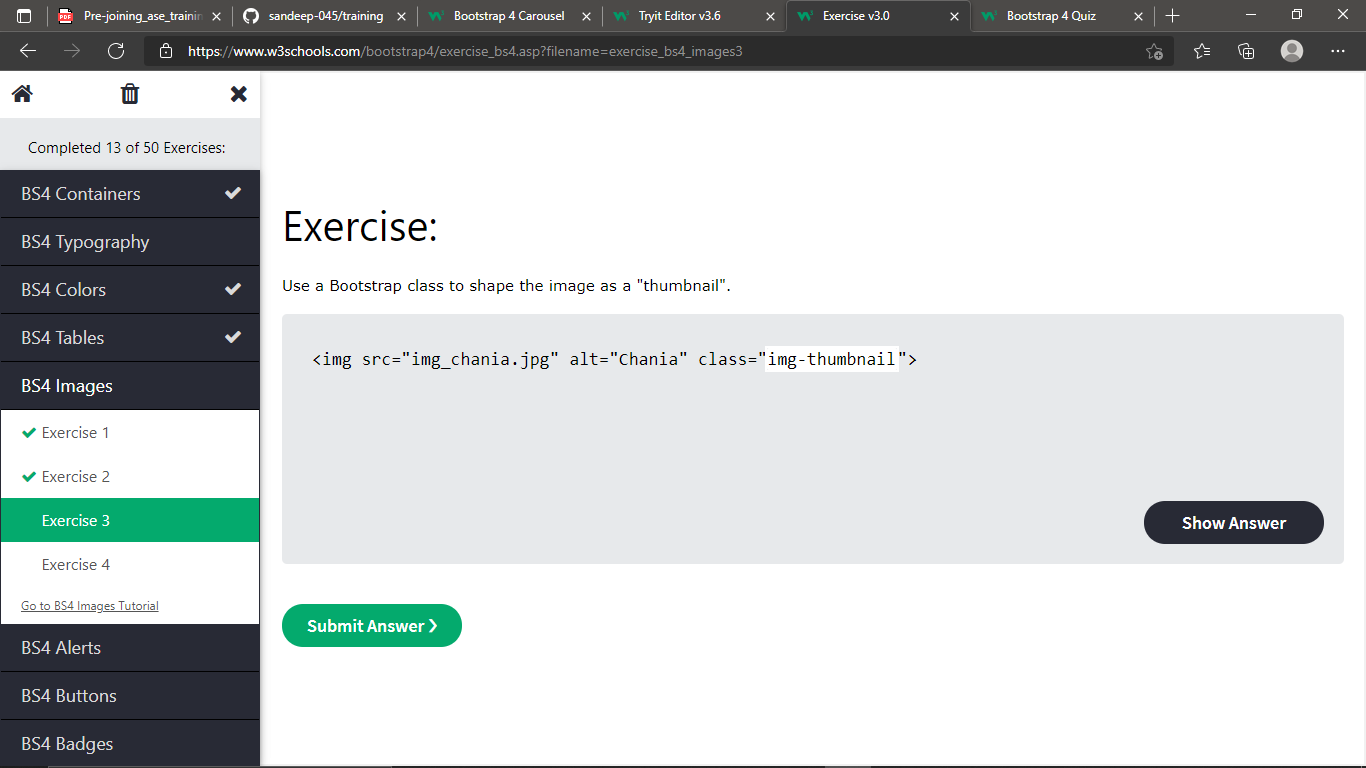 Pre-joining_ase_trainin
sandeep-045/training
Bootstrap 4 Carousel
Tryit Editor v3.6
Exercise v3.0
Bootstrap 4 Quiz
https://www.w3schools.com/bootstrap4/exercise_bs4.asp?filename=exercise_bs4_images3
Completed 13 of 50 Exercises:
BS4 Containers
BS4 Typography
BS4 Colors
BS4 Tables
BS4 Images
Exercise 1
Exercise 2
Exercise 3
Exercise 4
Go to BS4 Images Tutorial
BS4 Alerts
BS4 Buttons
BS4 Badges
Exercise:
Use a Bootstrap class to shape the image as a "thumbnail".
<img src="img_chania.jpg" alt="Chania" class="img-thumbnail">
Show Answer
Submit Answer ❯